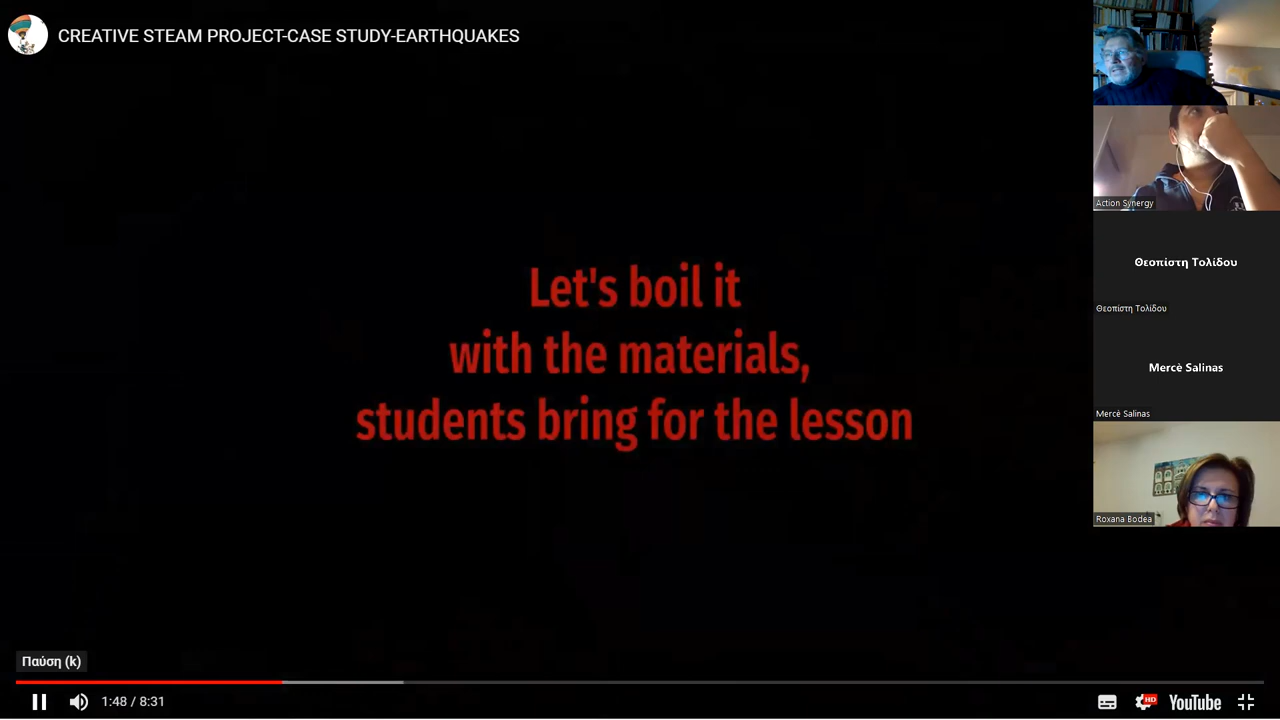 CREATIVE STEAM PROJECT-CASE STUDY-EARTHQUAKES
Let's boil it
with the materials,
students bring for the lesson
Action Synergy
Θεοπίστη Τολίδου
Θεοπίστη Τολίδου
Mercè Salinas
Mercè Salinas
Roxana Bodea
Παύση (k)
1:48 / 8:31
HD
YouTube